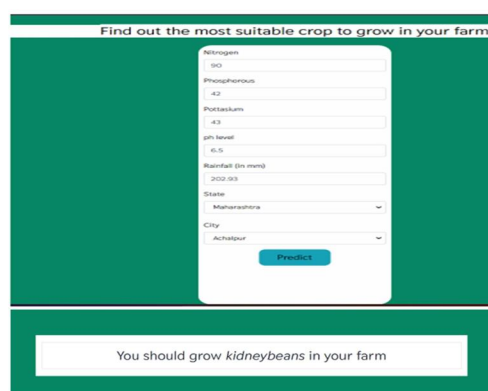 Find out the most suitable crop to grow in your farm
Nitrogen
90
Phosphorous
42
Pottasium
43
ph level
6.5
Rainfall (in mm)
202.93
State
Maharashtra
City
Achalpur
Predict
You should grow kidneybeans in your farm